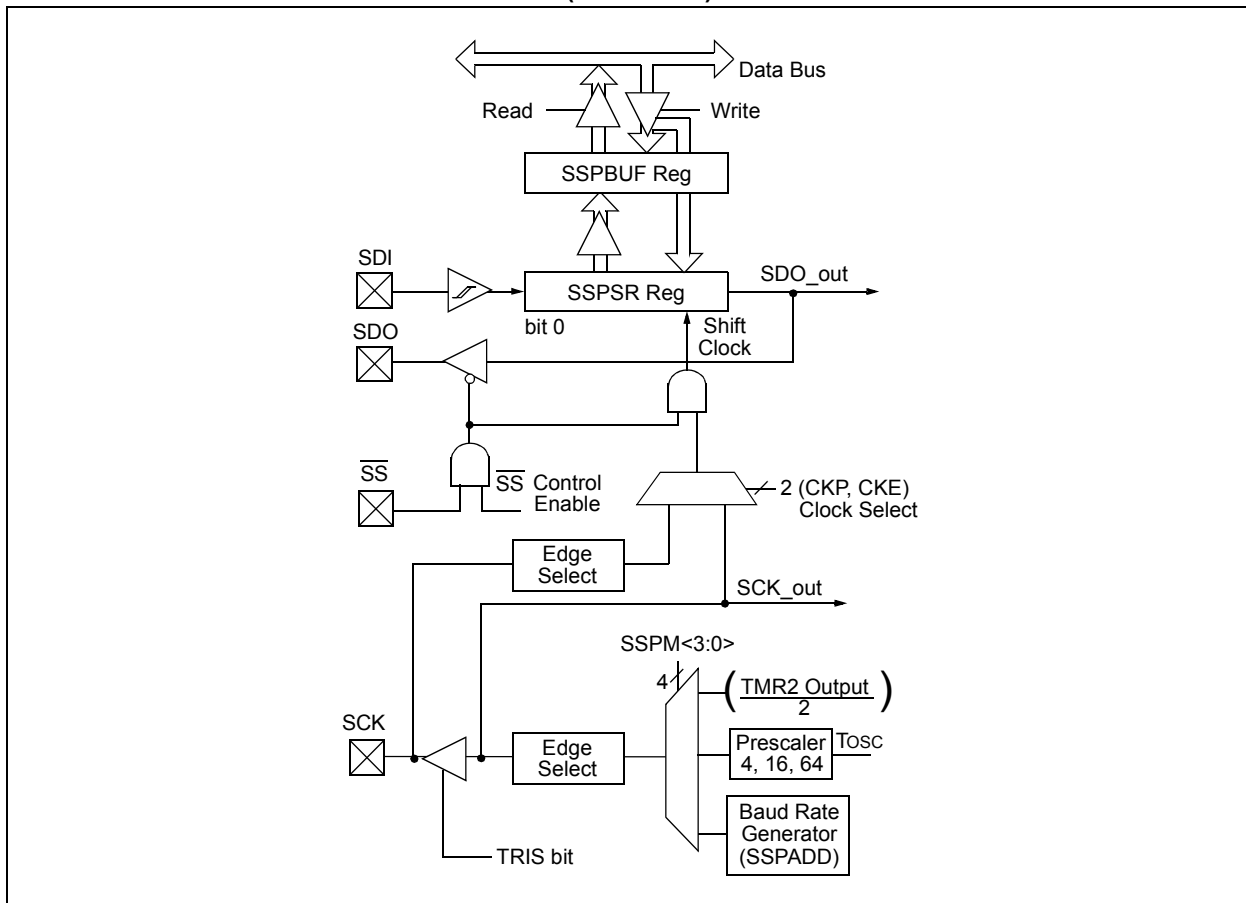 Data Bus
Read
Write
SSPBUF Reg
SDI
SSPSR Reg
SDO_out
bit 0
Shift
Clock
SDO
SS
SS Control
Enable
2 (CKP, CKE)
Clock Select
Edge
Select
SCK_out
SSPM<3:0>
4
( TMR2 Output )
2
SCK
Edge
Select
Prescaler
4, 16, 64
TOSC
Baud Rate
Generator
(SSPADD)
TRIS bit